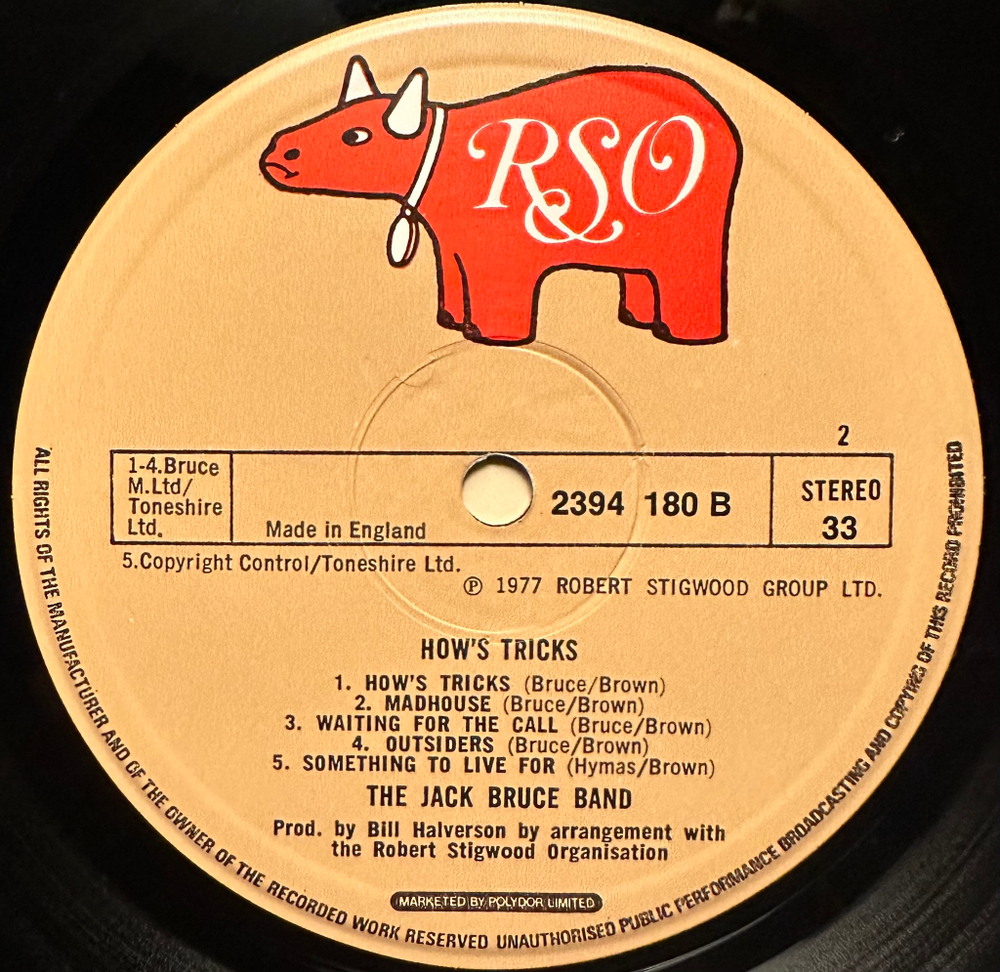 RSO
2
1-4.Bruce
M.Ltd/
Toneshire
Ltd.
Made in England
2394 180 B
STEREO
33
5.Copyright Control/Toneshire Ltd.
℗ 1977 ROBERT STIGWOOD GROUP LTD.
HOW'S TRICKS
1. HOW'S TRICKS (Bruce/Brown)
2. MADHOUSE (Bruce/Brown)
3. WAITING FOR THE CALL (Bruce/Brown)
4. OUTSIDERS (Bruce/Brown)
5. SOMETHING TO LIVE FOR (Hymas/Brown)
THE JACK BRUCE BAND
Prod. by Bill Halverson by arrangement with
the Robert Stigwood Organisation
MARKETED BY POLYDOR LIMITED
ALL RIGHTS OF THE MANUFACTURER AND OF THE OWNER OF THE RECORDED WORK RESERVED UNAUTHORISED PUBLIC PERFORMANCE BROADCASTING AND COPYING OF THIS RECORD PROHIBITED